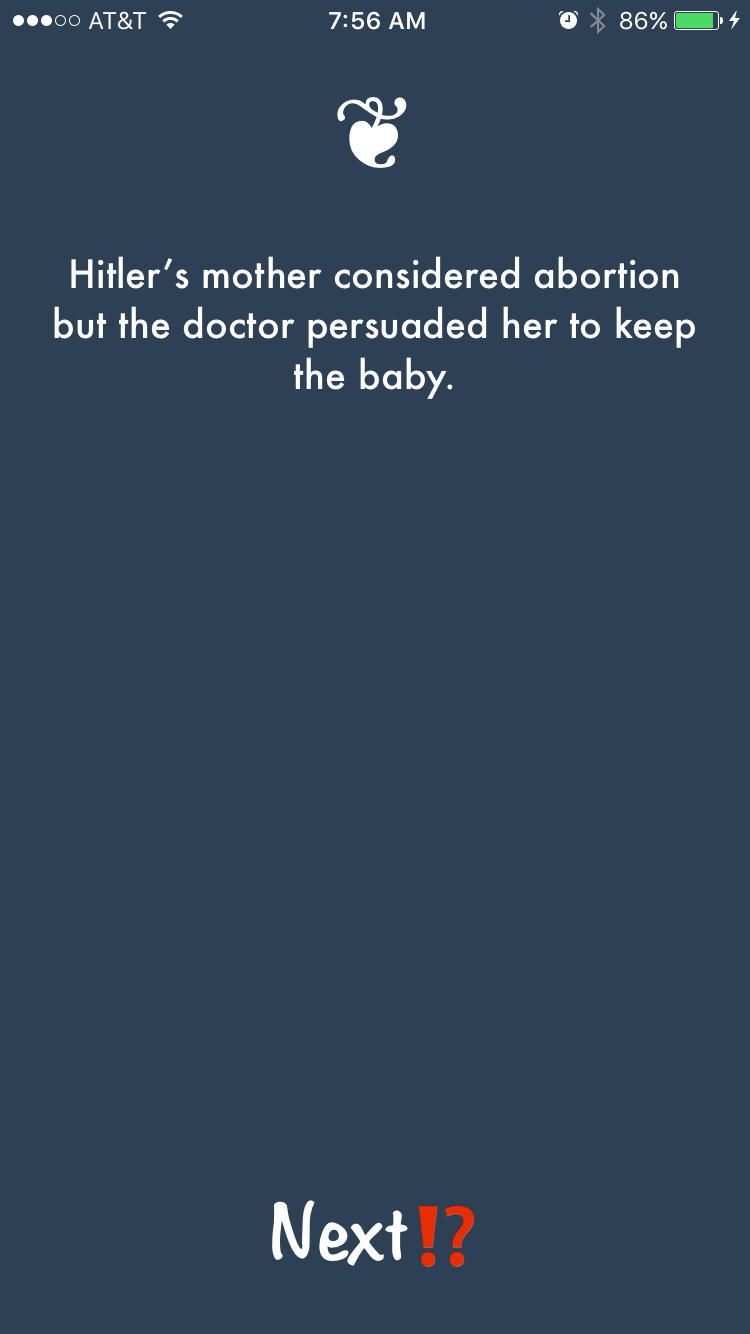 AT&T 7:56 AM 86%
Hitler’s mother considered abortion
but the doctor persuaded her to keep
the baby.
Next⁉